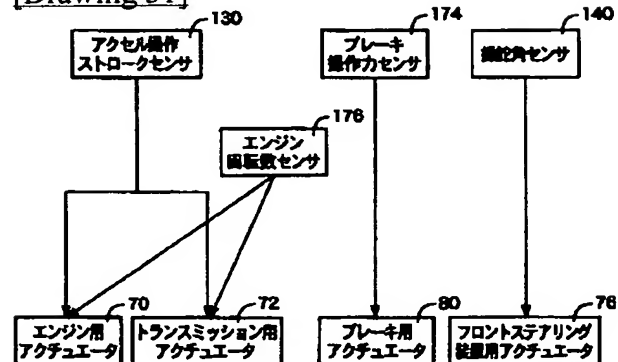 [Drawing 31]
130
アクセル操作
ストロークセンサ
174
ブレーキ
操作力センサ
140
操舵角センサ
176
エンジン
回転数センサ
70
エンジン用
アクチュエータ
72
トランスミッション用
アクチュエータ
80
ブレーキ用
アクチュエータ
76
フロントステアリング
装置用アクチュエータ